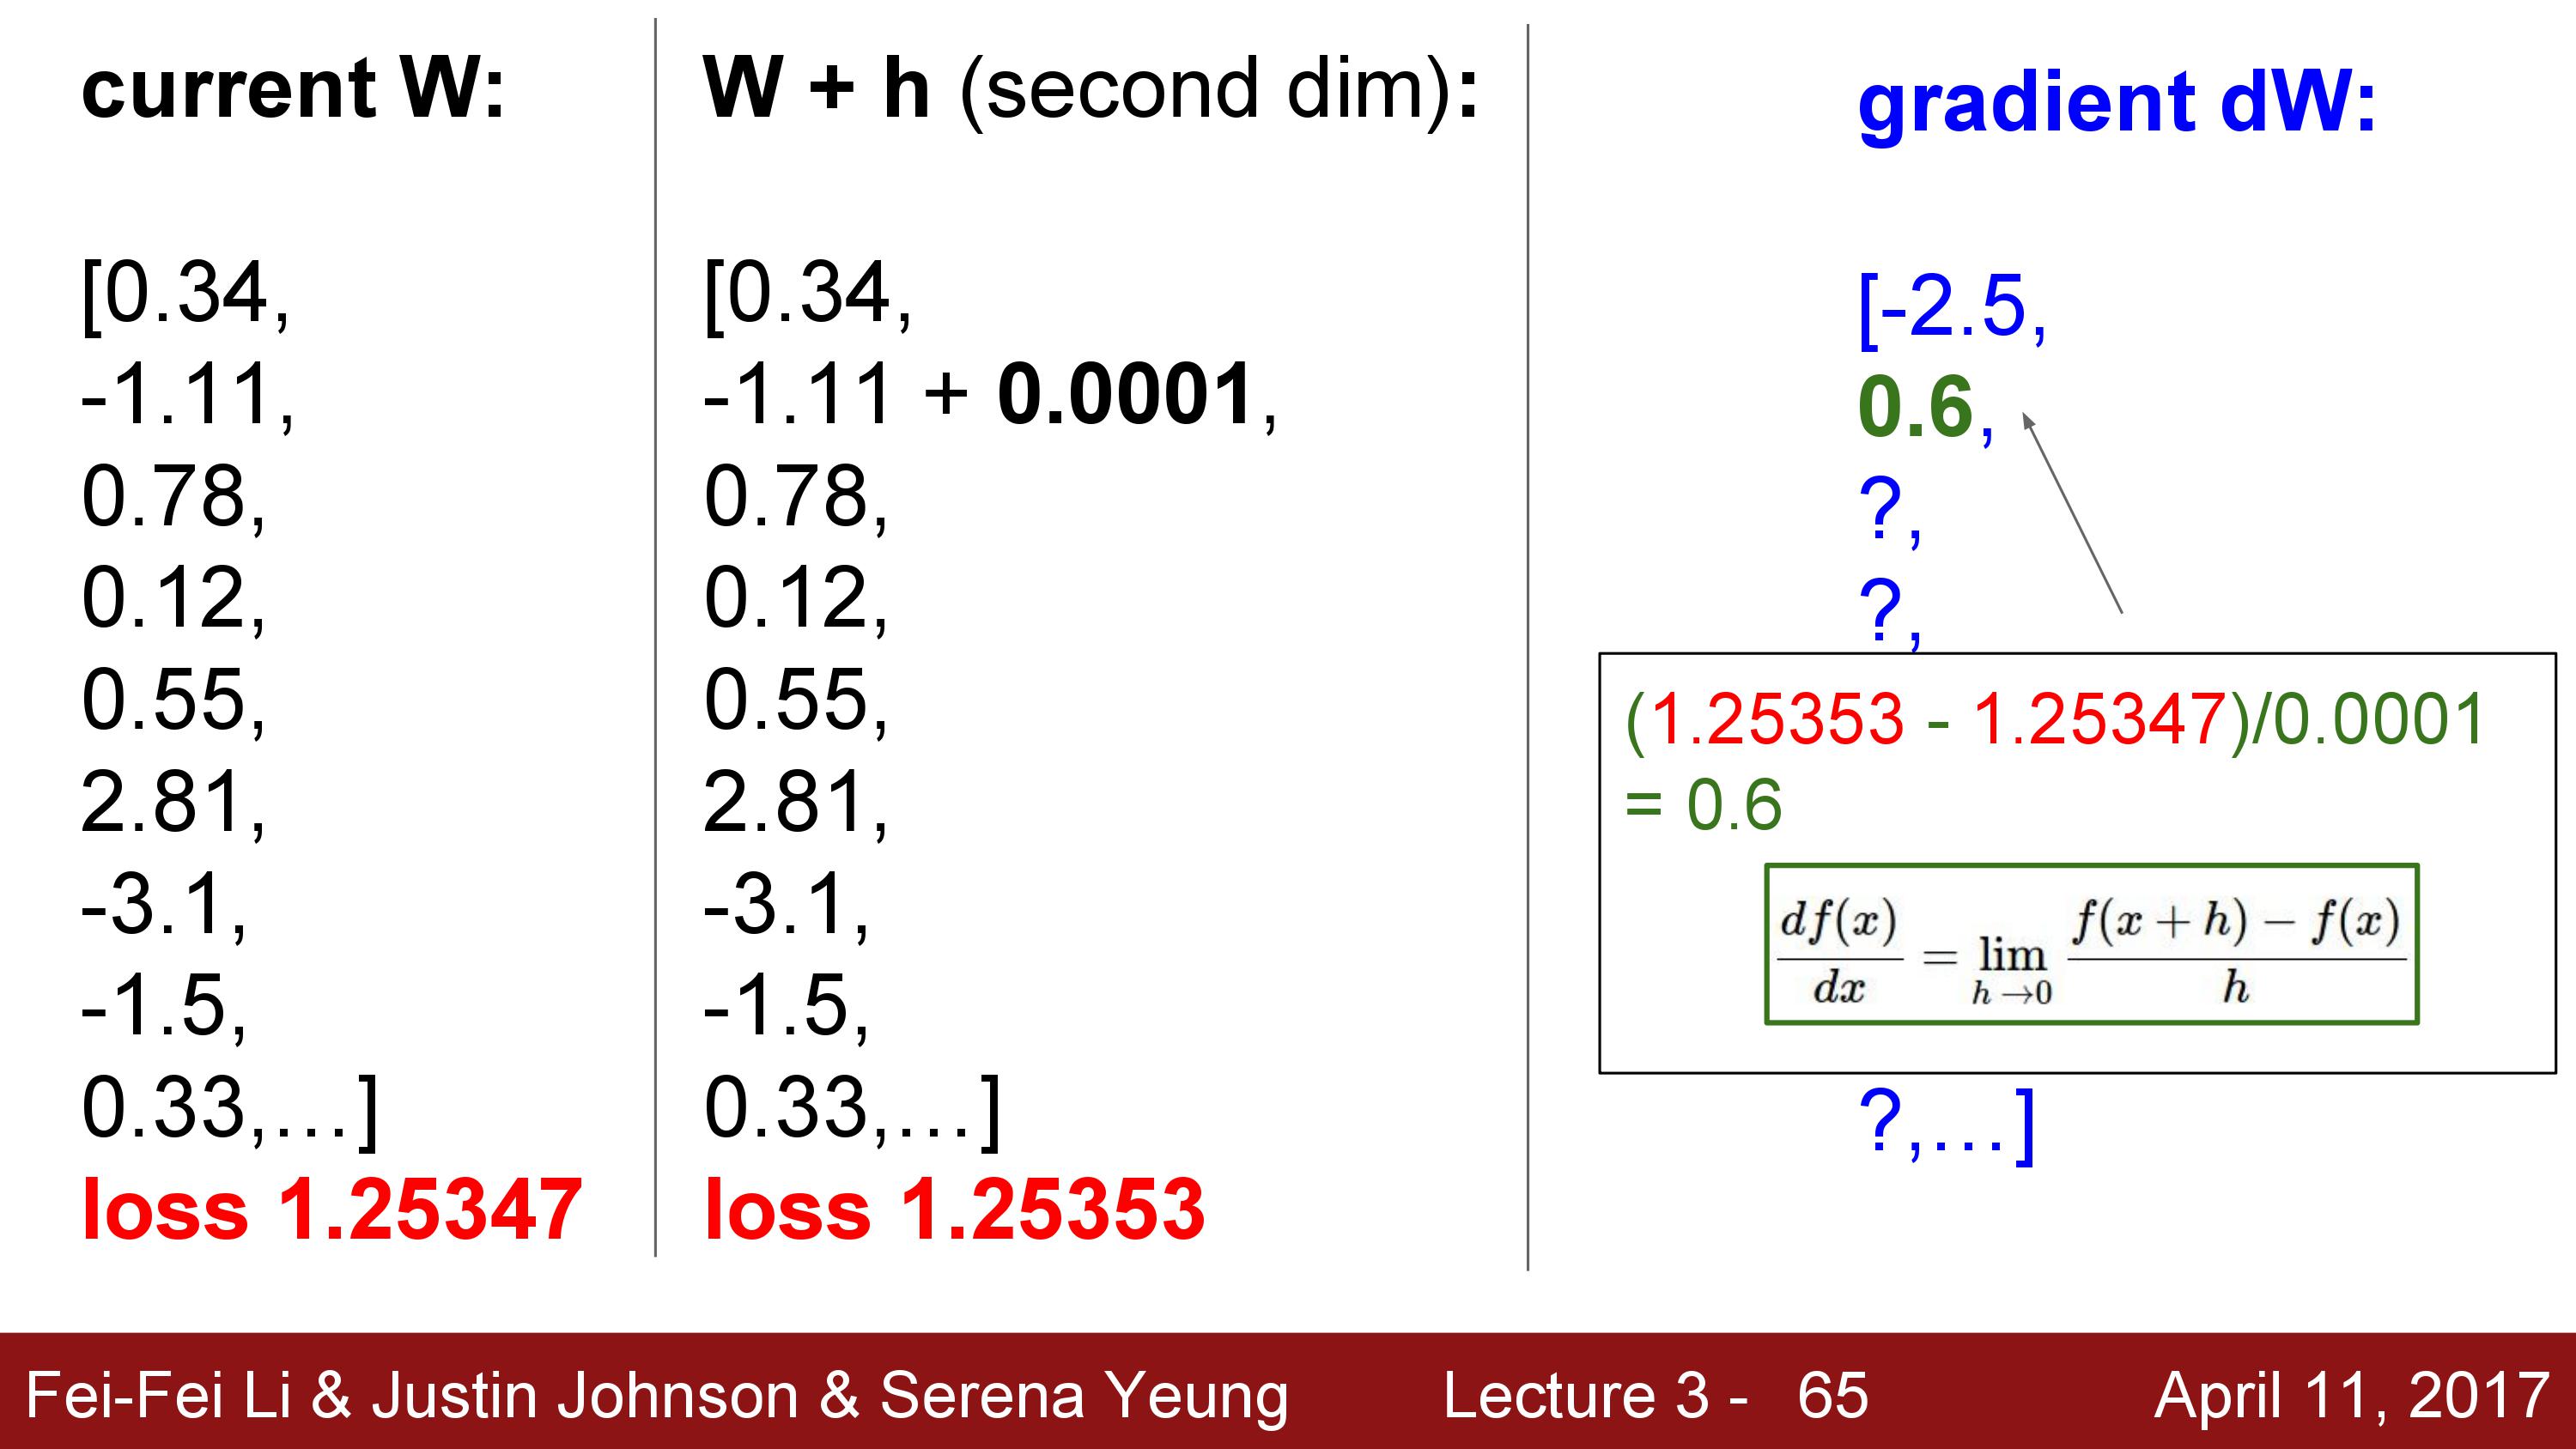 current W:
[0.34,
-1.11,
0.78,
0.12,
0.55,
2.81,
-3.1,
-1.5,
0.33,…]
loss 1.25347
W + h (second dim):
[0.34,
-1.11 + 0.0001,
0.78,
0.12,
0.55,
2.81,
-3.1,
-1.5,
0.33,…]
loss 1.25353
gradient dW:
[-2.5,
0.6,
?,
?,
(1.25353 - 1.25347)/0.0001
= 0.6
df(x)/dx = lim h→0 f(x + h) − f(x)/h
?,…]
Fei-Fei Li & Justin Johnson & Serena Yeung Lecture 3 - 65 April 11, 2017